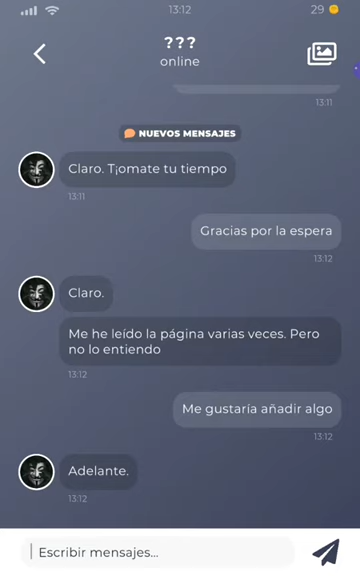 13:12
29
???
online
13:11
NUEVOS MENSAJES
Claro. T¡omate tu tiempo
13:11
Gracias por la espera
13:12
Claro.
Me he leído la página varias veces. Pero
no lo entiendo
13:12
Me gustaría añadir algo
13:12
Adelante.
13:12
Escribir mensajes...